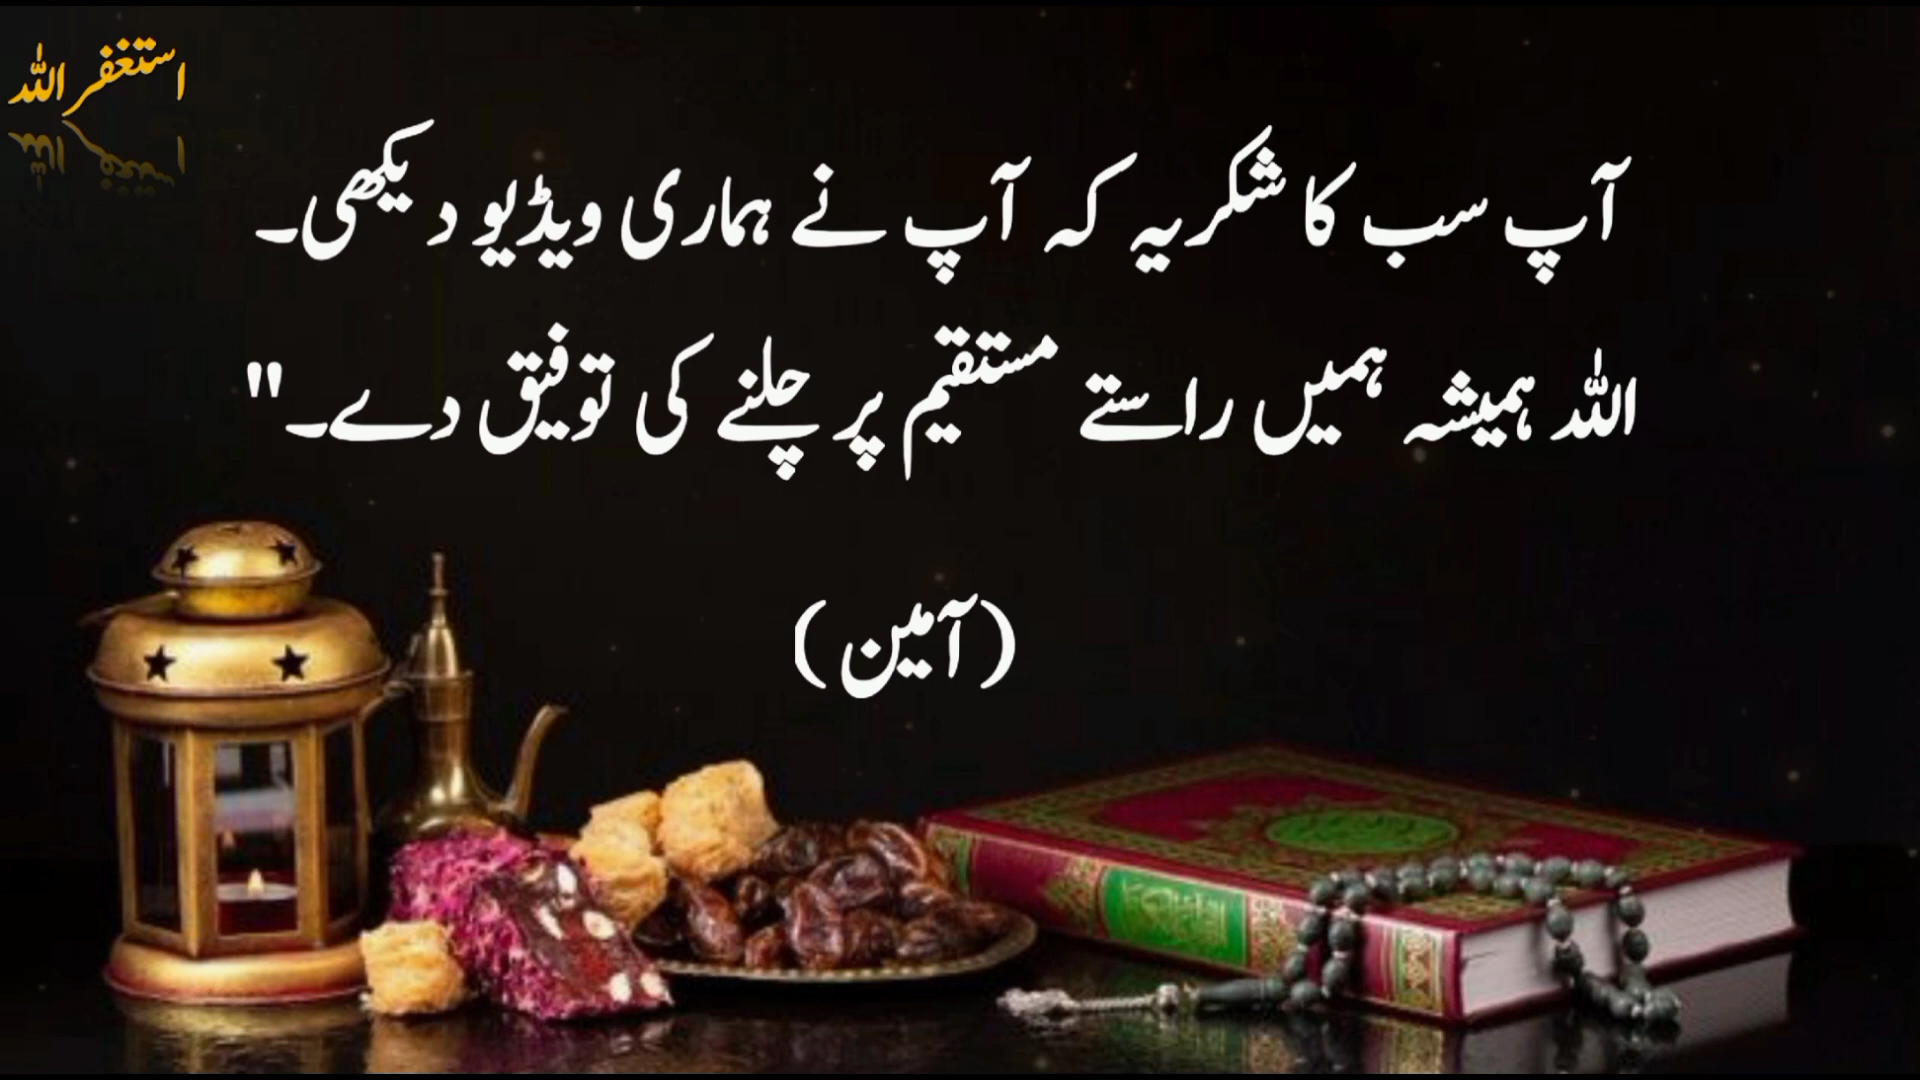 استغفر اللہ
آپ سب کا شکریہ کہ آپ نے ہماری ویڈیو دیکھی۔
اللہ ہمیشہ ہمیں راستے مستقیم پر چلنے کی توفیق دے۔"
(آمین)